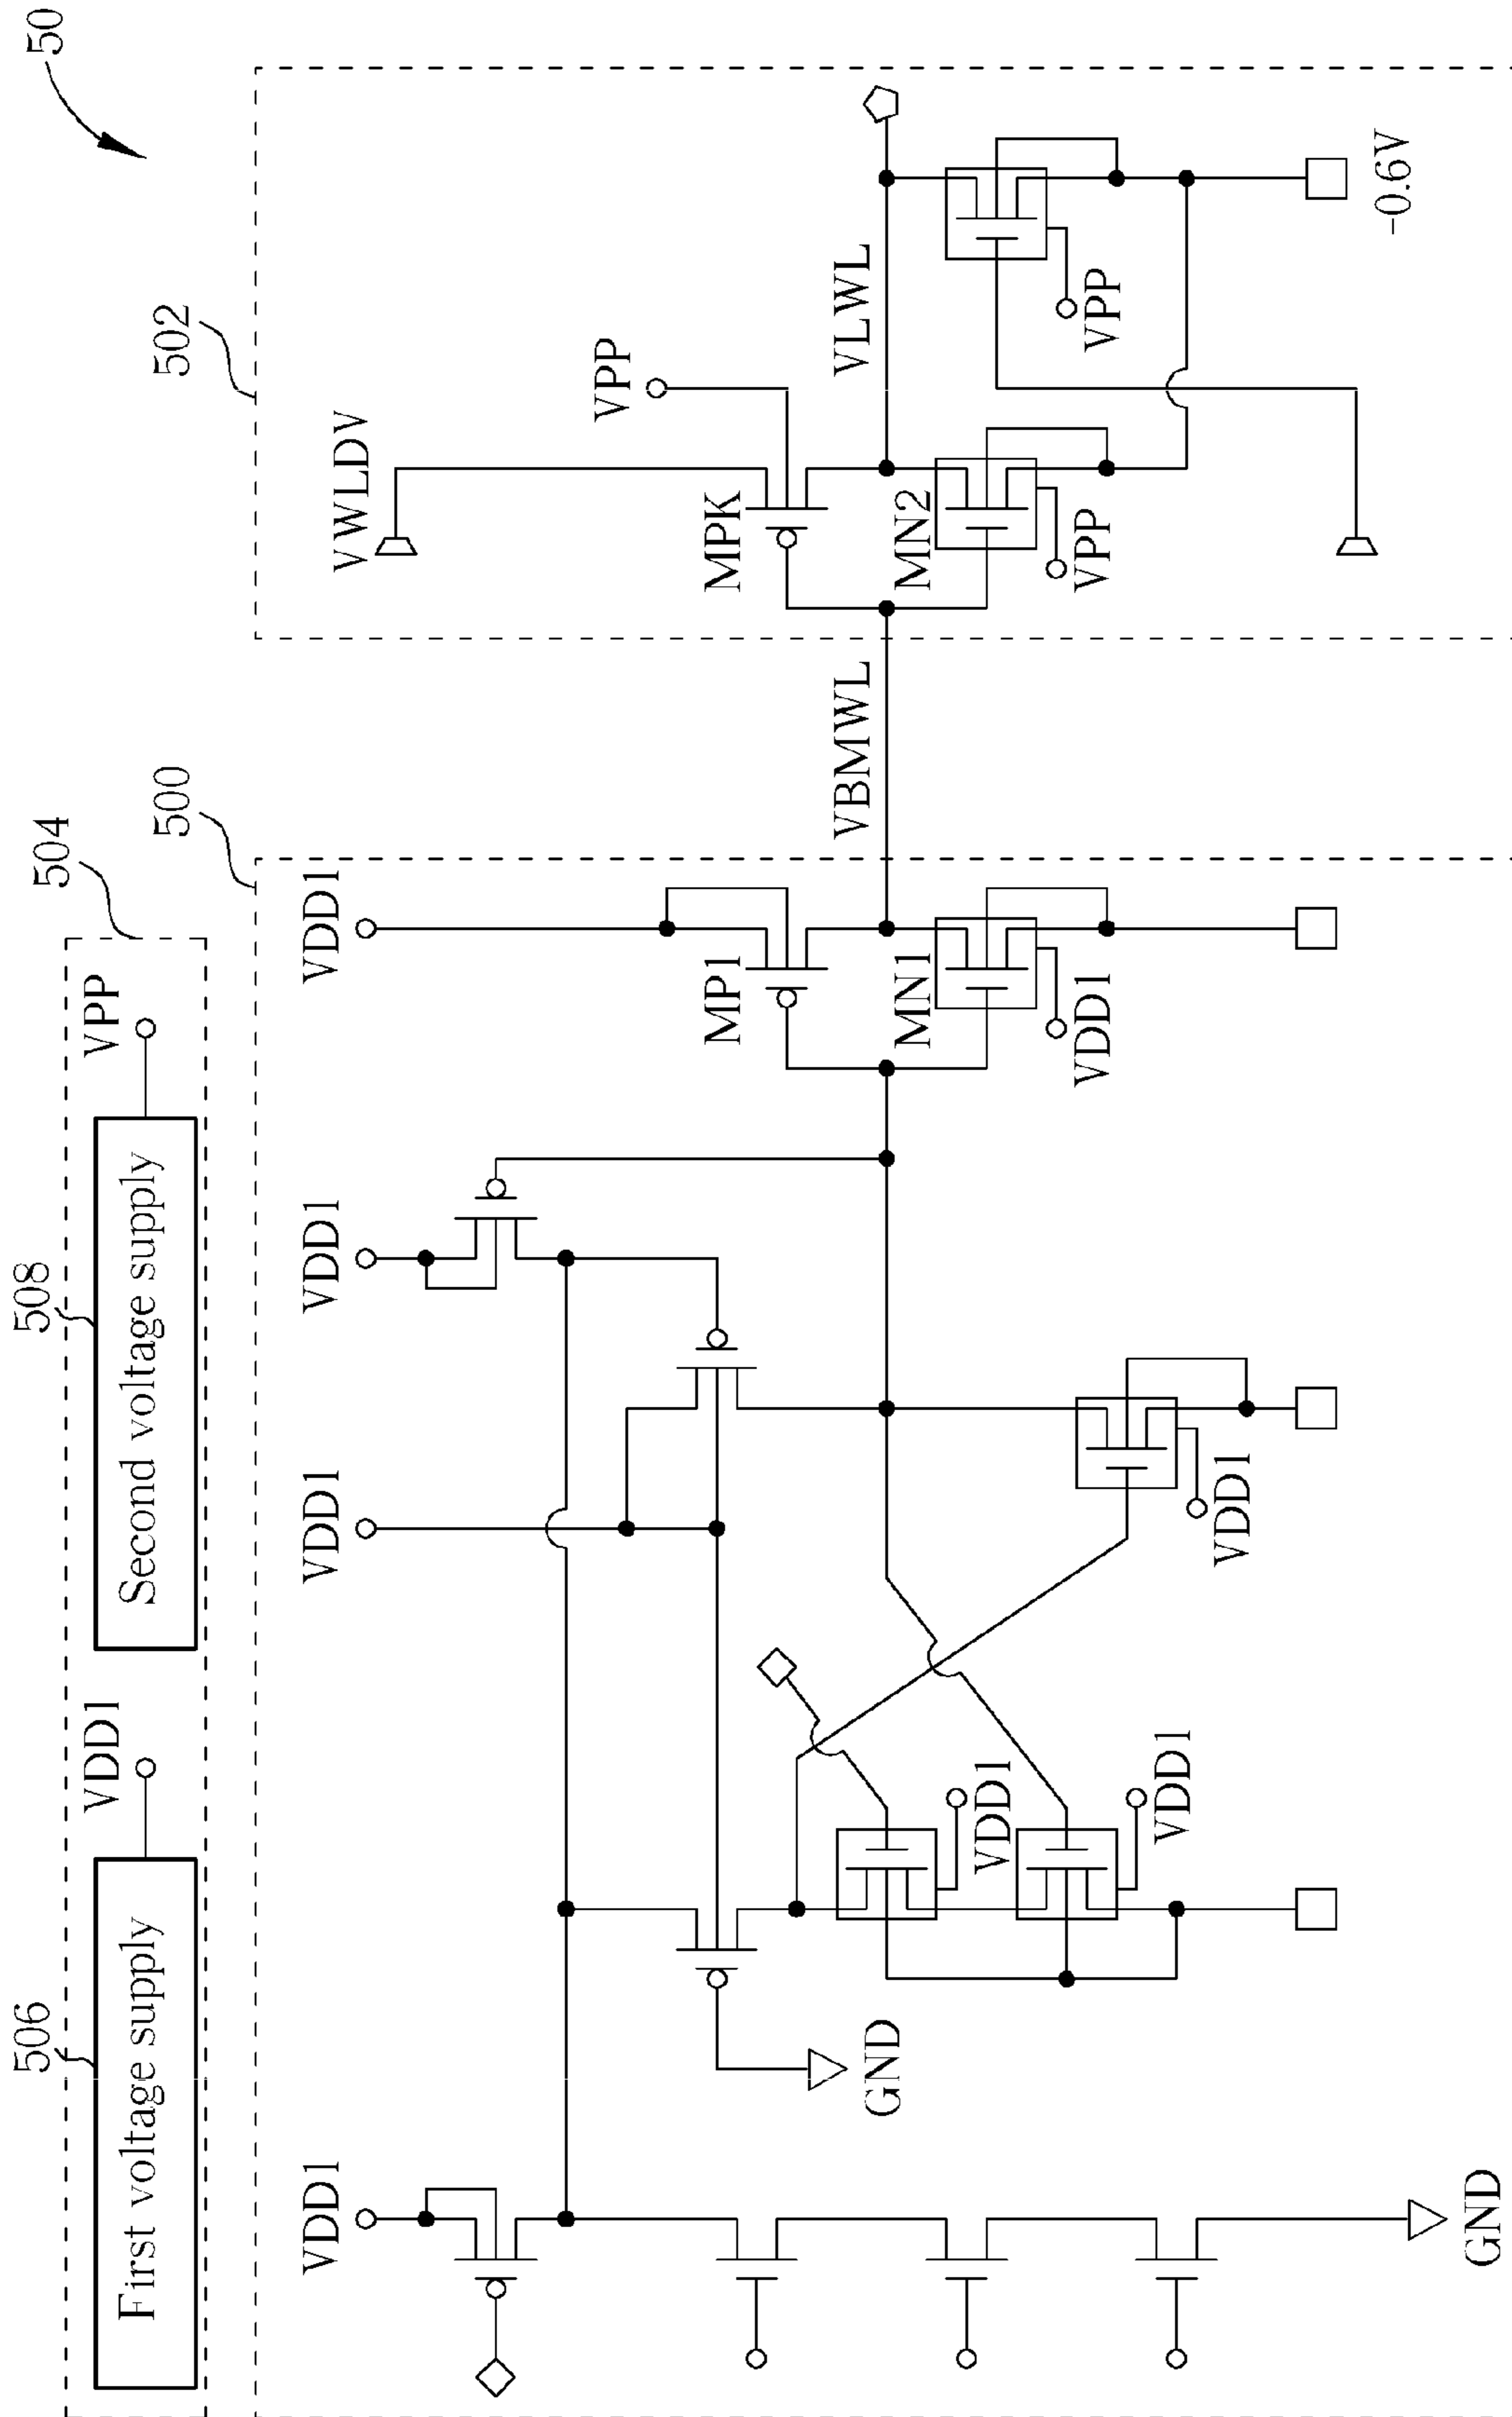 50
504
506
508
First voltage supply
VDD1
Second voltage supply
VPP
500
502
VDD1
VDD1
VDD1
VDD1
VWLDV
VPP
MP1
MPK
VBMWL
VLWL
GND
VDD1
VDD1
VDD1
MN1
VDD1
MN2
VPP
VPP
GND
-0.6V